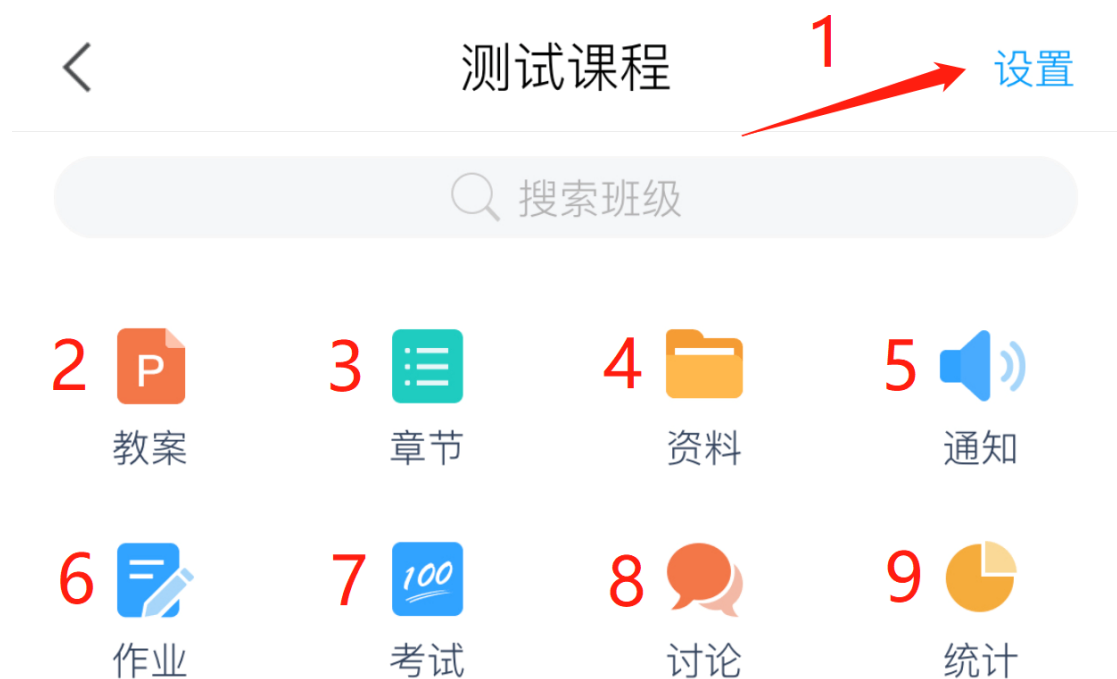 测试课程 1 设置
搜索班级
2 P 3 4 5
教案 章节 资料 通知
6 7 100 8 9
作业 考试 讨论 统计